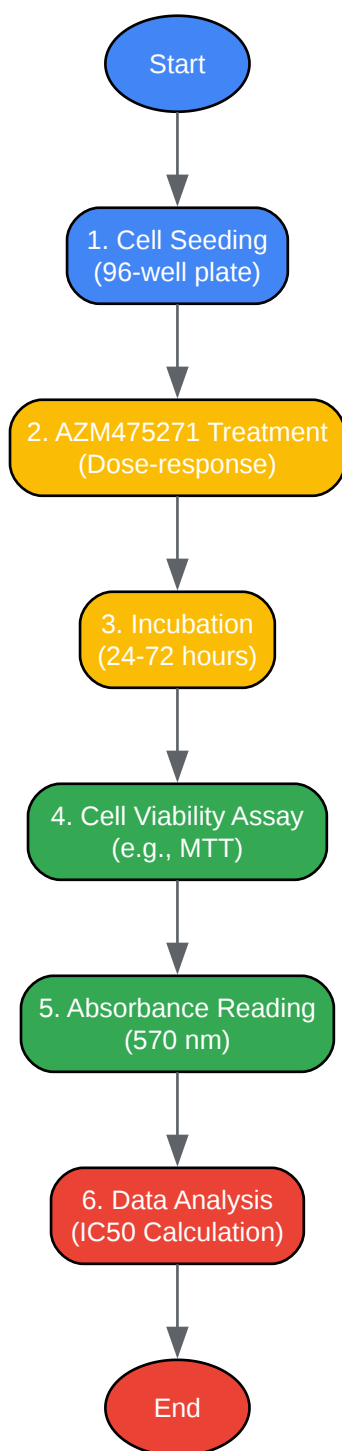 Start
1. Cell Seeding
(96-well plate)
2. AZM475271 Treatment
(Dose-response)
3. Incubation
(24-72 hours)
4. Cell Viability Assay
(e.g., MTT)
5. Absorbance Reading
(570 nm)
6. Data Analysis
(IC50 Calculation)
End